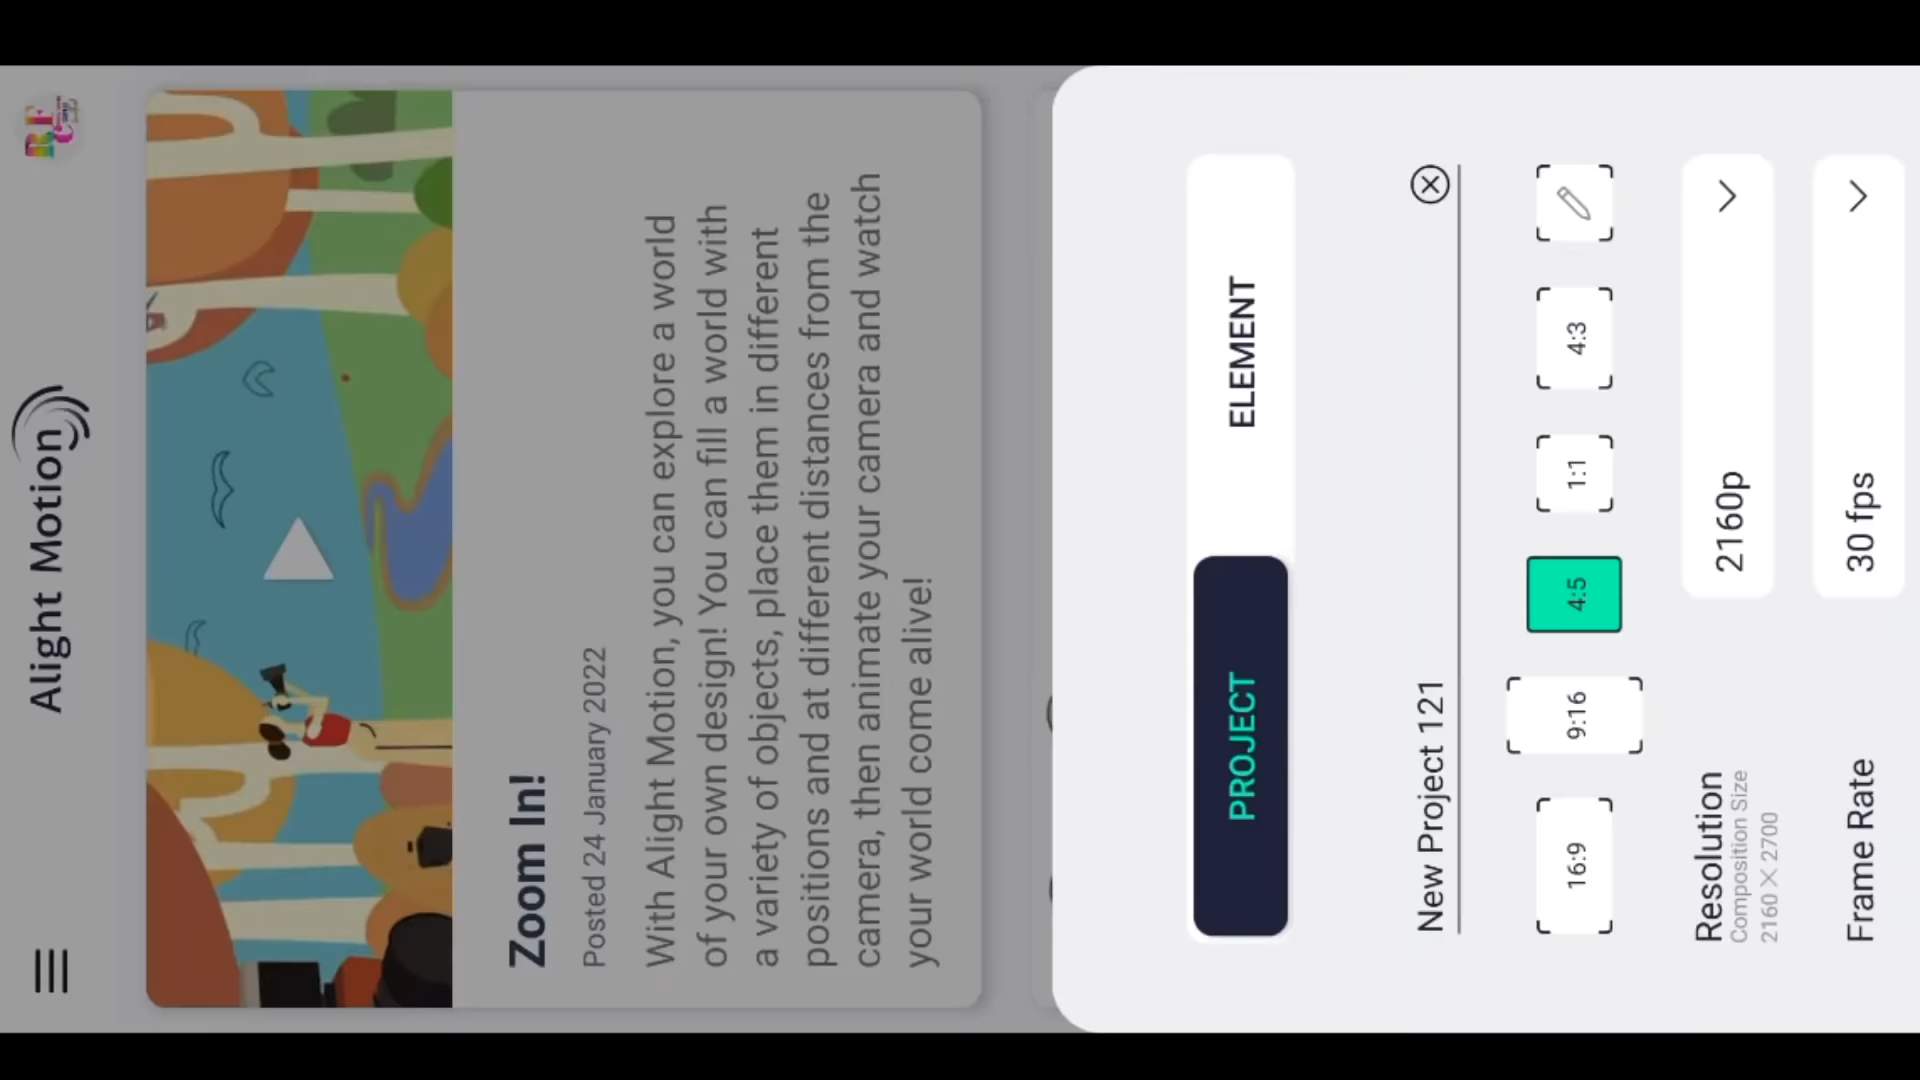 Alight Motion
Zoom In!
Posted 24 January 2022
With Alight Motion, you can explore a world
of your own design! You can fill a world with
a variety of objects, place them in different
positions and at different distances from the
camera, then animate your camera and watch
your world come alive!
PROJECT
ELEMENT
New Project 121
16:9
9:16
4:5
1:1
4:3
Resolution
Composition Size
2160 × 2700
2160p
Frame Rate
30 fps